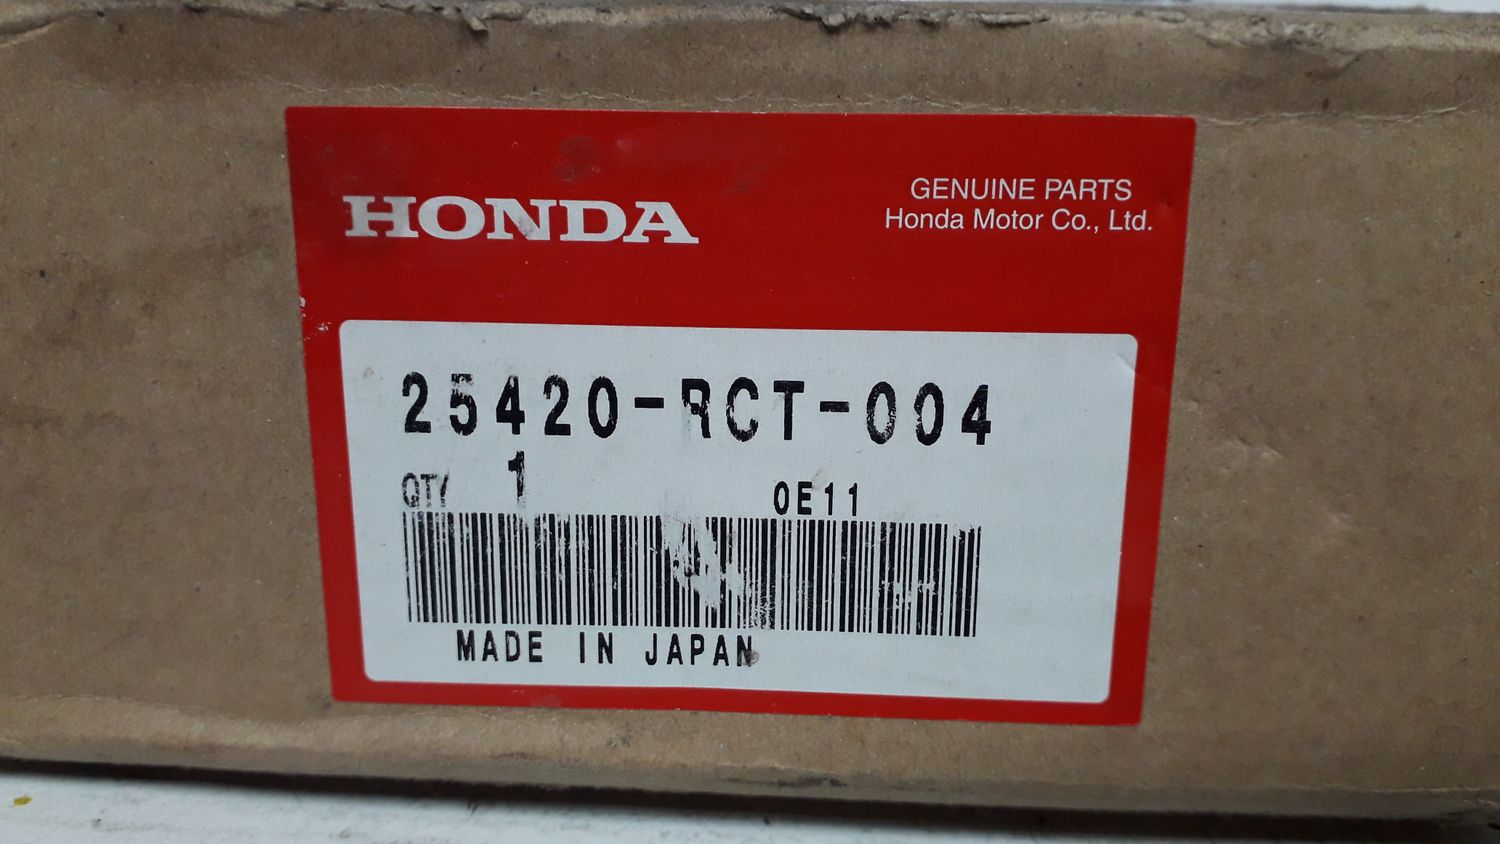 HONDA
GENUINE PARTS
Honda Motor Co., Ltd.
25420-RCT-004
QTY 1 0E11
MADE IN JAPAN